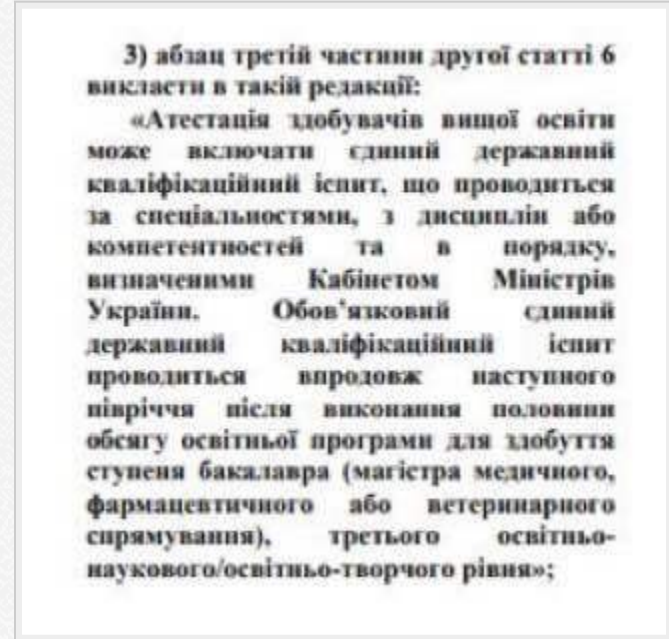 3) абзац третій частини другої статті 6
викласти в такій редакції:
«Атестація здобувачів вищої освіти
може включати єдиний державний
кваліфікаційний іспит, що проводиться
за спеціальностями, з дисциплін або
компетентностей та в порядку,
визначеними Кабінетом Міністрів
України. Обов’язковий єдиний
державний кваліфікаційний іспит
проводиться впродовж наступного
півріччя після виконання половини
обсягу освітньої програми для здобуття
ступеня бакалавра (магістра медичного,
фармацевтичного або ветеринарного
спрямування), третього освітньо-
наукового/освітньо-творчого рівня»;